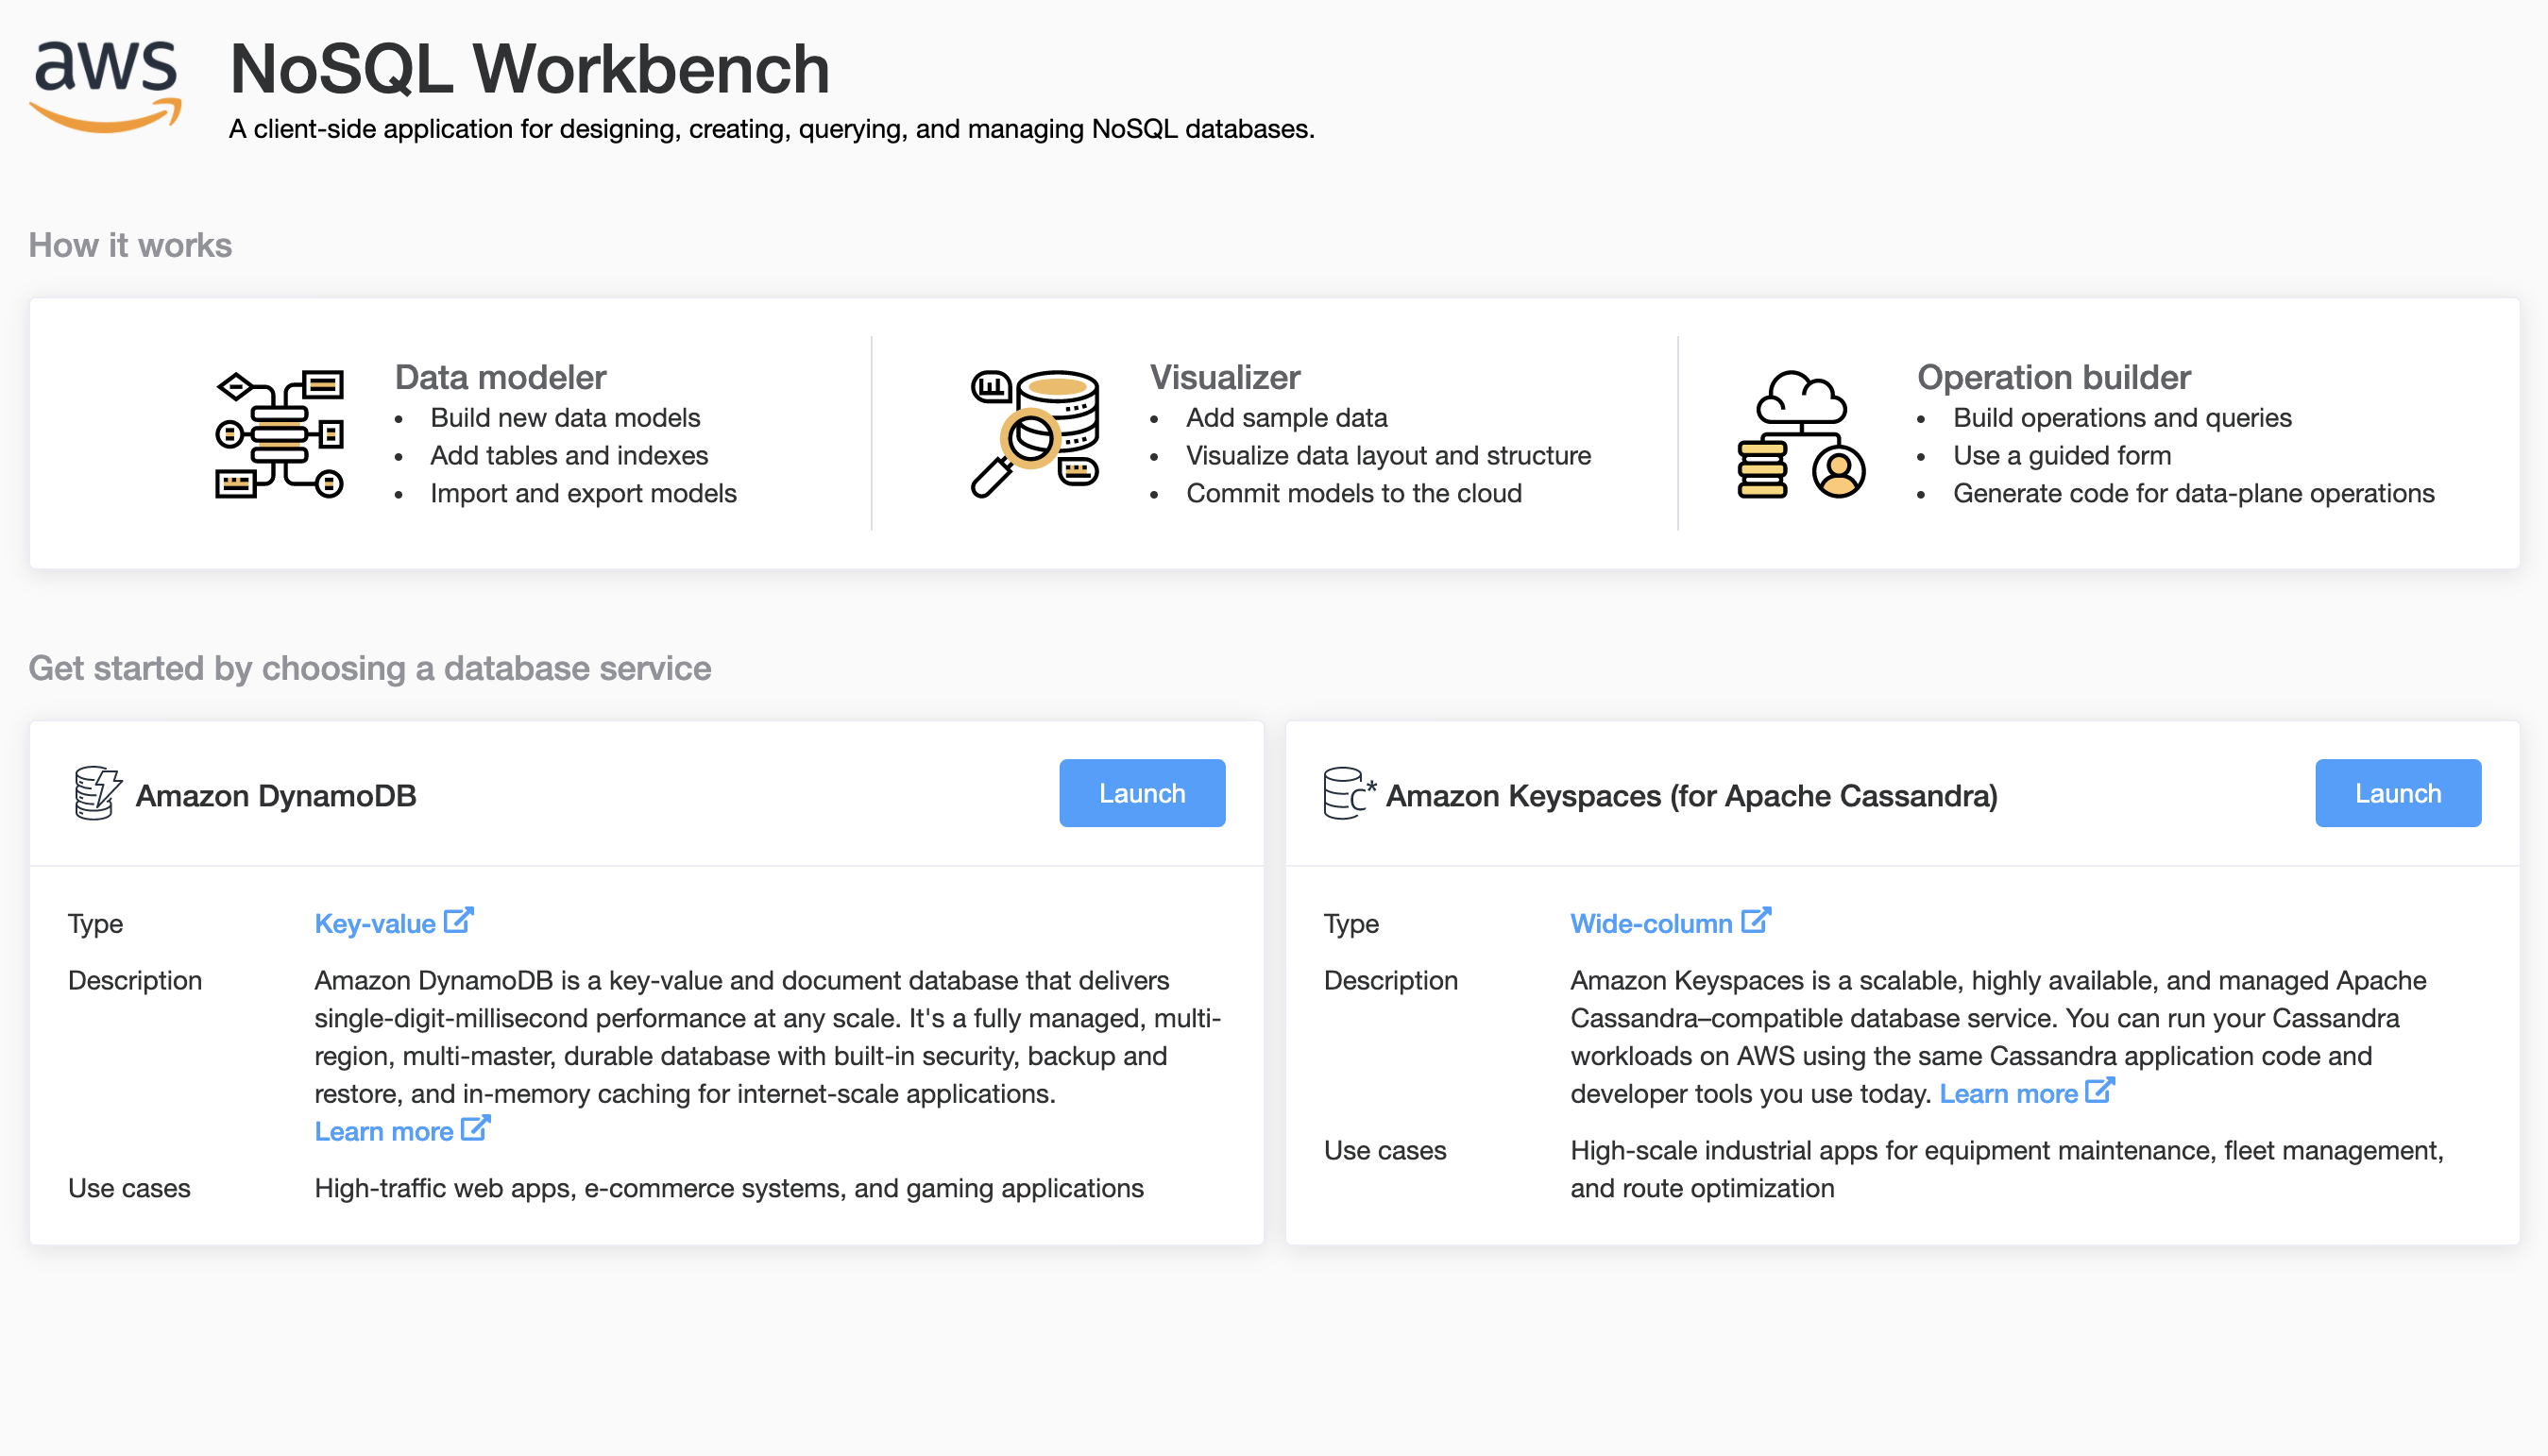 aws
NoSQL Workbench
A client-side application for designing, creating, querying, and managing NoSQL databases.
How it works
Data modeler
• Build new data models
• Add tables and indexes
• Import and export models
Visualizer
• Add sample data
• Visualize data layout and structure
• Commit models to the cloud
Operation builder
• Build operations and queries
• Use a guided form
• Generate code for data-plane operations
Get started by choosing a database service
Amazon DynamoDB
Launch
Type
Key-value
Description
Amazon DynamoDB is a key-value and document database that delivers
single-digit-millisecond performance at any scale. It's a fully managed, multi-
region, multi-master, durable database with built-in security, backup and
restore, and in-memory caching for internet-scale applications.
Learn more
Use cases
High-traffic web apps, e-commerce systems, and gaming applications
C*
Amazon Keyspaces (for Apache Cassandra)
Launch
Type
Wide-column
Description
Amazon Keyspaces is a scalable, highly available, and managed Apache
Cassandra–compatible database service. You can run your Cassandra
workloads on AWS using the same Cassandra application code and
developer tools you use today. Learn more
Use cases
High-scale industrial apps for equipment maintenance, fleet management,
and route optimization